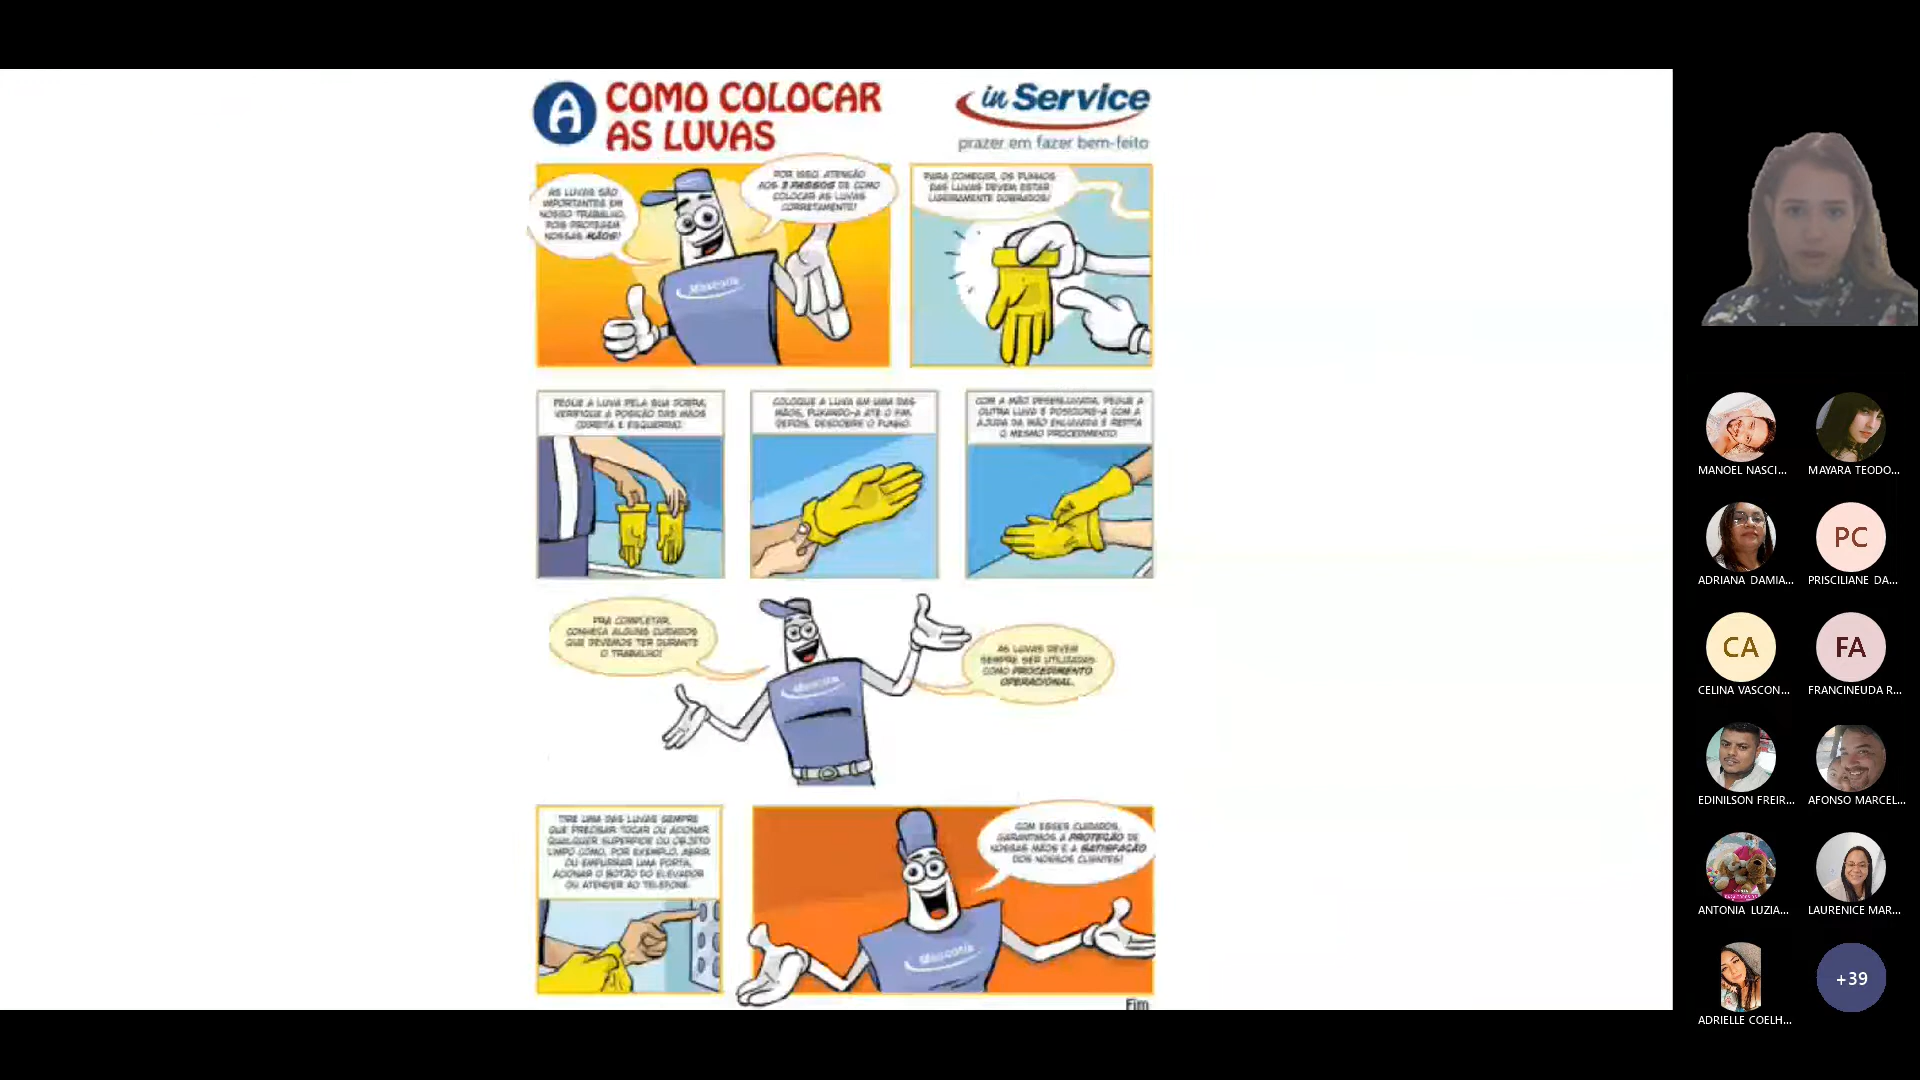 A
COMO COLOCAR
AS LUVAS
in Service
prazer em fazer bem-feito
AS LUVAS SÃO
IMPORTANTES EM
NOSSO TRABALHO,
POIS PROTEGEM
NOSSAS MÃOS!
POR ISSO, ATENÇÃO
AOS 3 PASSOS DE COMO
COLOCAR AS LUVAS
CORRETAMENTE!
PARA COMEÇAR, OS PUNHOS
DAS LUVAS DEVEM ESTAR
LIGEIRAMENTE DOBRADOS!
PEGUE A LUVA PELA SUA DOBRA,
VERIFIQUE A POSIÇÃO DAS MÃOS
(DIREITA E ESQUERDA).
COLOQUE A LUVA EM UMA DAS
MÃOS, PUXANDO-A ATÉ O FIM.
DEPOIS, DESDOBRE O PUNHO.
COM A MÃO DESENLUVADA, PEGUE A
OUTRA LUVA E POSICIONE-A COM A
AJUDA DA MÃO ENLUVADA E REPITA
O MESMO PROCEDIMENTO.
PRA COMPLETAR,
CONHEÇA ALGUNS CUIDADOS
QUE DEVEMOS TER DURANTE
O TRABALHO!
AS LUVAS DEVEM
SEMPRE SER UTILIZADAS
COMO PROCEDIMENTO
OPERACIONAL.
TIRE UMA DAS LUVAS SEMPRE
QUE PRECISAR TOCAR OU ACIONAR
QUALQUER SUPERFÍCIE OU OBJETO
LIMPO COMO, POR EXEMPLO, ABRIR
OU EMPURRAR UMA PORTA,
ACIONAR O BOTÃO DO ELEVADOR
OU ATENDER AO TELEFONE.
COM ESSES CUIDADOS,
GARANTIMOS A PROTEÇÃO DE
NOSSAS MÃOS E A SATISFAÇÃO
DOS NOSSOS CLIENTES!
Fim
MANOEL NASCI...
MAYARA TEODO...
PC
ADRIANA DAMIA...
PRISCILIANE DA...
CA
FA
CELINA VASCON...
FRANCINEUDA R...
EDINILSON FREIR...
AFONSO MARCEL...
ANTONIA LUZIA...
LAURENICE MAR...
+39
ADRIELLE COELH...